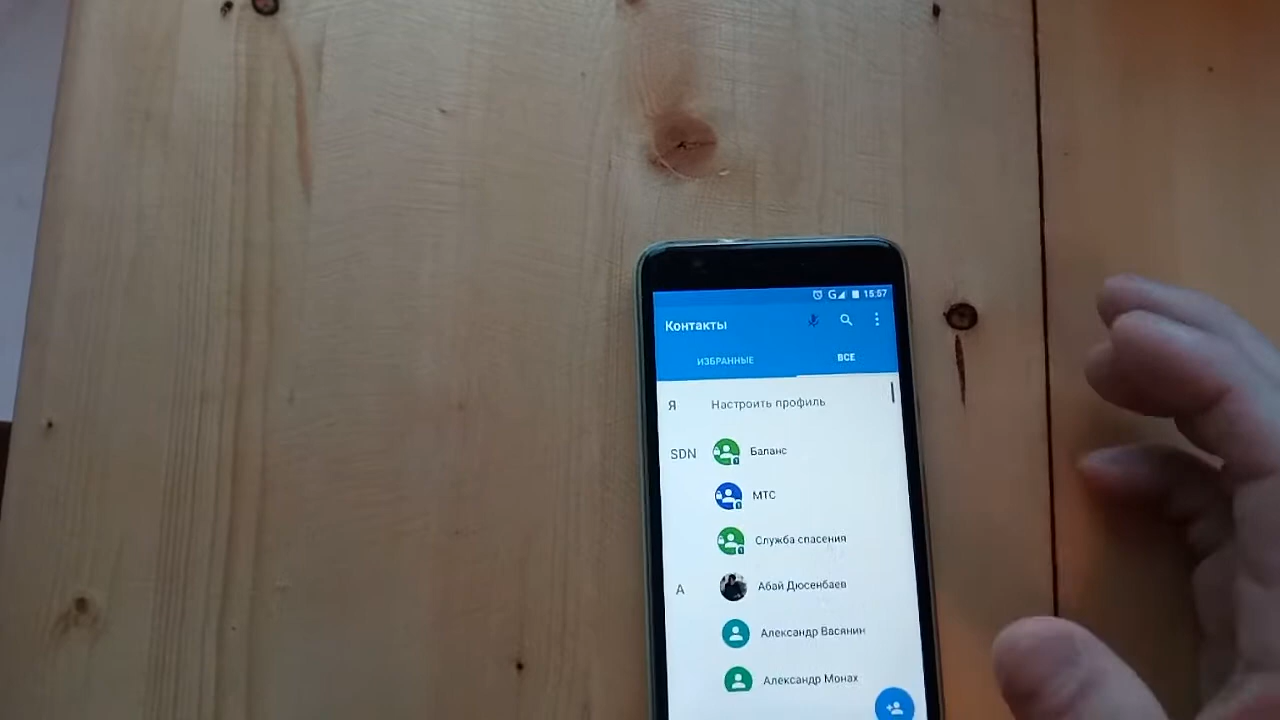 G 15:57
Контакты
ИЗБРАННЫЕ ВСЕ
Я Настроить профиль
SDN Баланс
МТС
Служба спасения
А Абай Дюсенбаев
Александр Васянин
Александр Монах